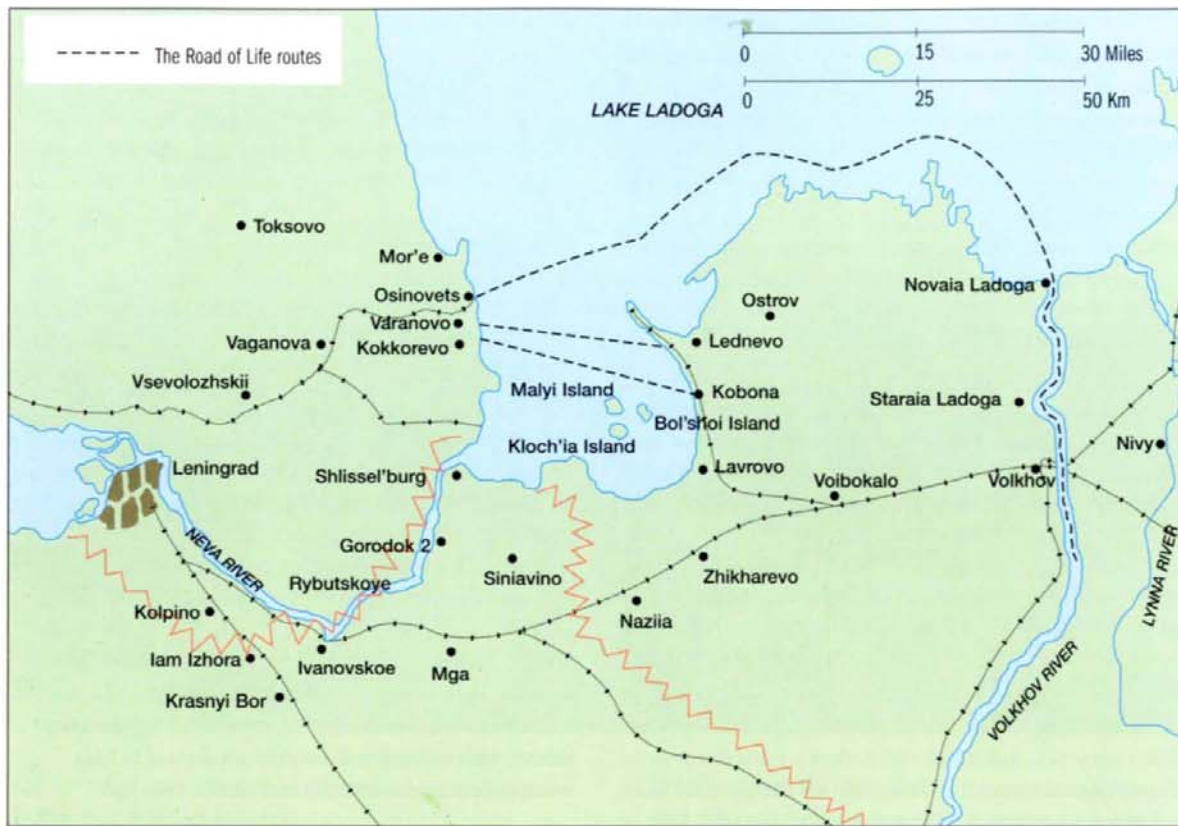 The Road of Life routes
0 15 30 Miles
0 25 50 Km
LAKE LADOGA
Toksovo
Mor'e
Osinovets
Varanovo
Vaganova
Kokkorevo
Vsevolozhskii
Leningrad
NEVA RIVER
Shlissel'burg
Gorodok 2
Rybutskoye
Siniavino
Kolpino
Iam Izhora
Ivanovskoe
Mga
Krasnyi Bor
Malyi Island
Kloch'ia Island
Bol'shoi Island
Ostrov
Lednevo
Kobona
Lavrovo
Voibokalo
Zhikharevo
Naziia
Novaia Ladoga
Staraia Ladoga
Volkhov
Nivy
LYNNA RIVER
VOLKHOV RIVER